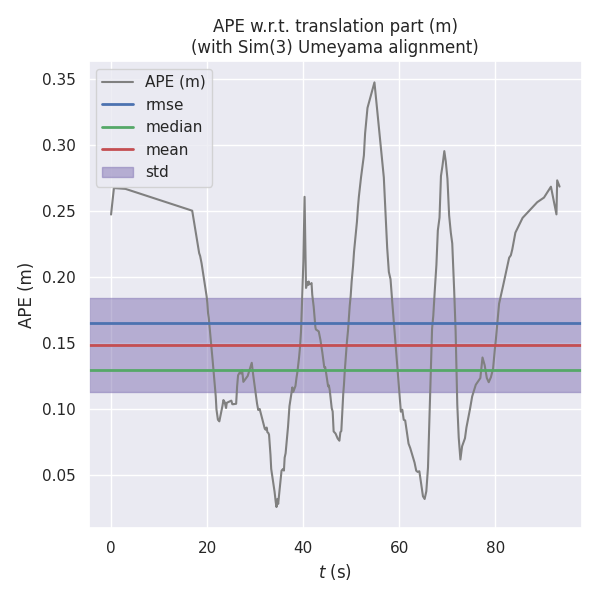 APE w.r.t. translation part (m)
(with Sim(3) Umeyama alignment)
APE (m)
rmse
median
mean
std
0.35
0.30
0.25
0.20
0.15
0.10
0.05
APE (m)
0 20 40 60 80
t (s)